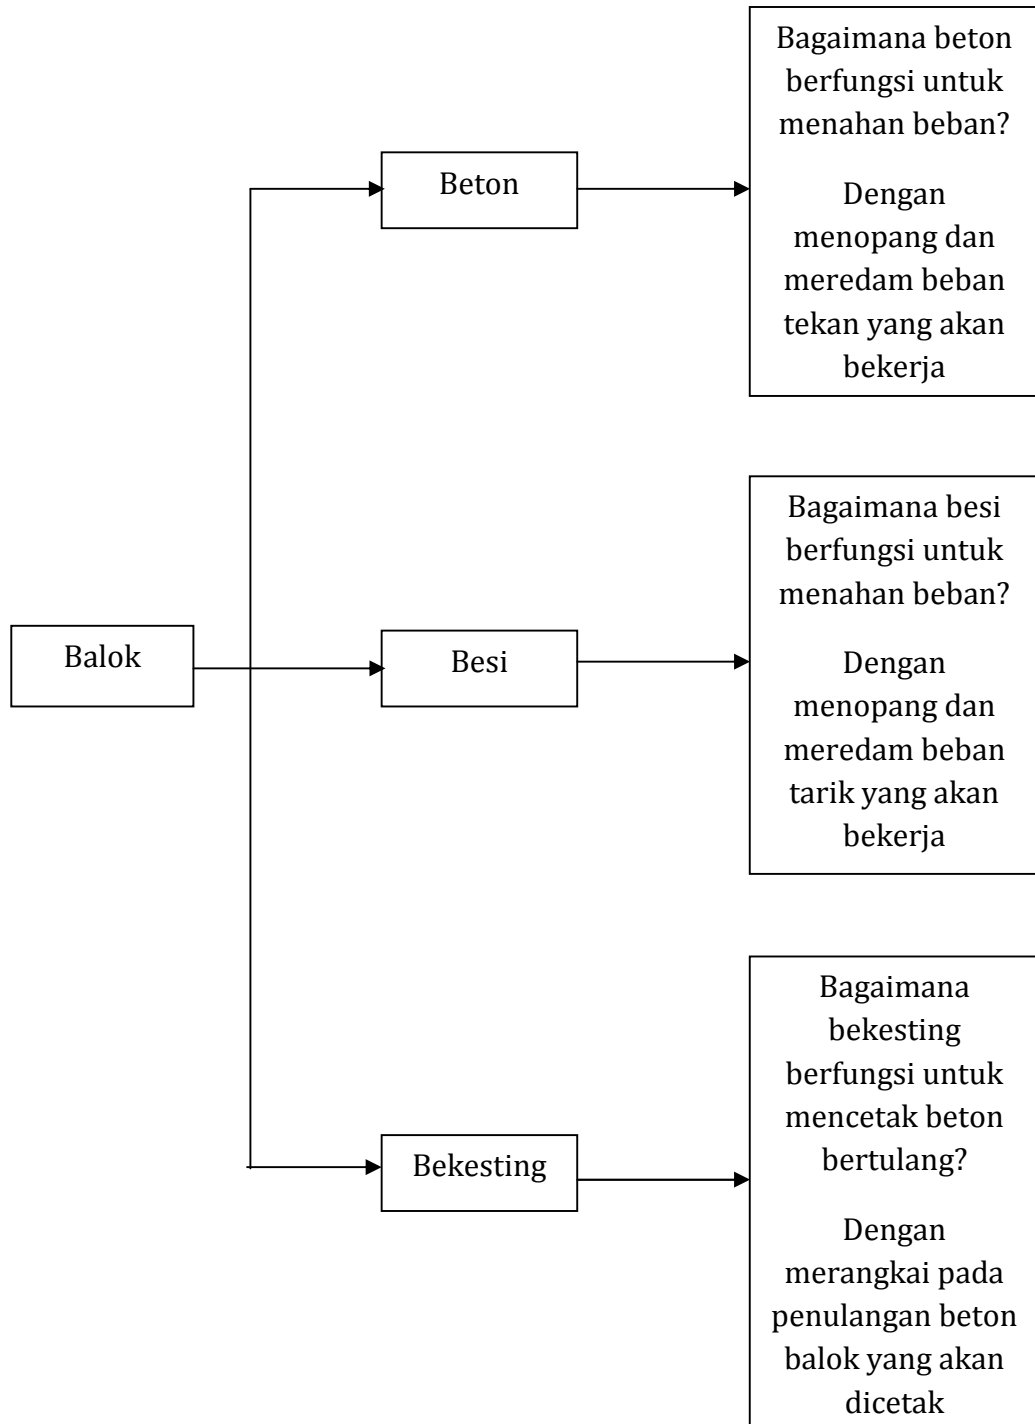 Bagaimana beton
berfungsi untuk
menahan beban?
Dengan
menopang dan
meredam beban
tekan yang akan
bekerja
Beton
Bagaimana besi
berfungsi untuk
menahan beban?
Dengan
menopang dan
meredam beban
tarik yang akan
bekerja
Balok
Besi
Bagaimana
bekesting
berfungsi untuk
mencetak beton
bertulang?
Dengan
merangkai pada
penulangan beton
balok yang akan
dicetak
Bekesting